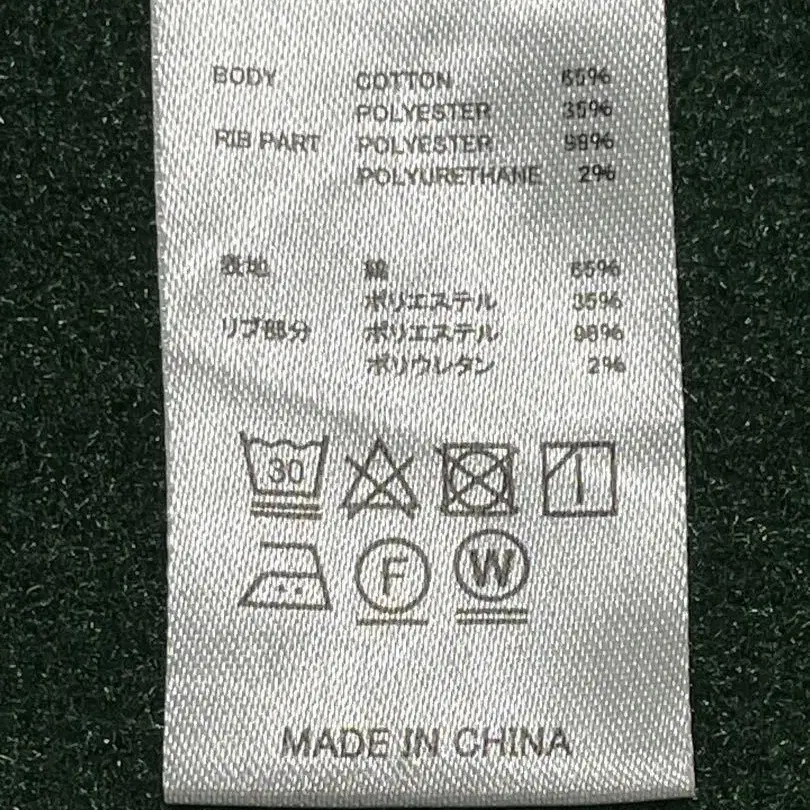 BODY COTTON 65%
POLYESTER 35%
RIB PART POLYESTER 98%
POLYURETHANE 2%
表地 綿 65%
ポリエステル 35%
リブ部分 ポリエステル 98%
ポリウレタン 2%
30
F W
MADE IN CHINA